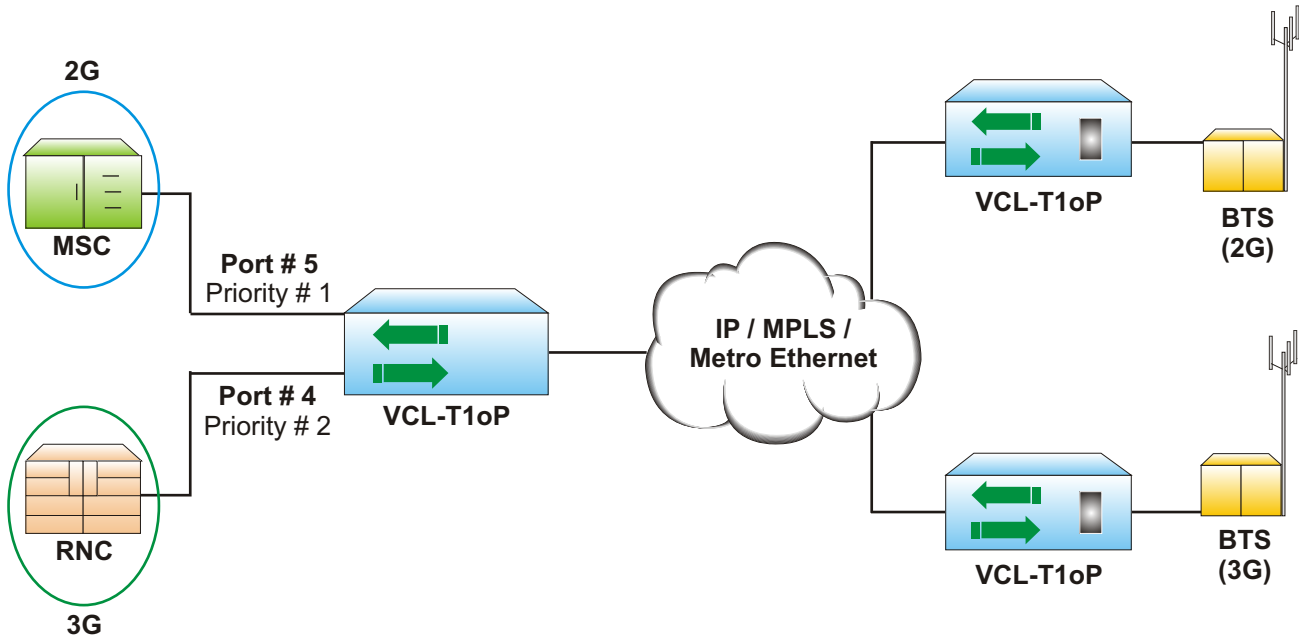 2G
MSC
Port # 5
Priority # 1
Port # 4
Priority # 2
RNC
3G
VCL-T1oP
IP / MPLS /
Metro Ethernet
VCL-T1oP
BTS
(2G)
VCL-T1oP
BTS
(3G)